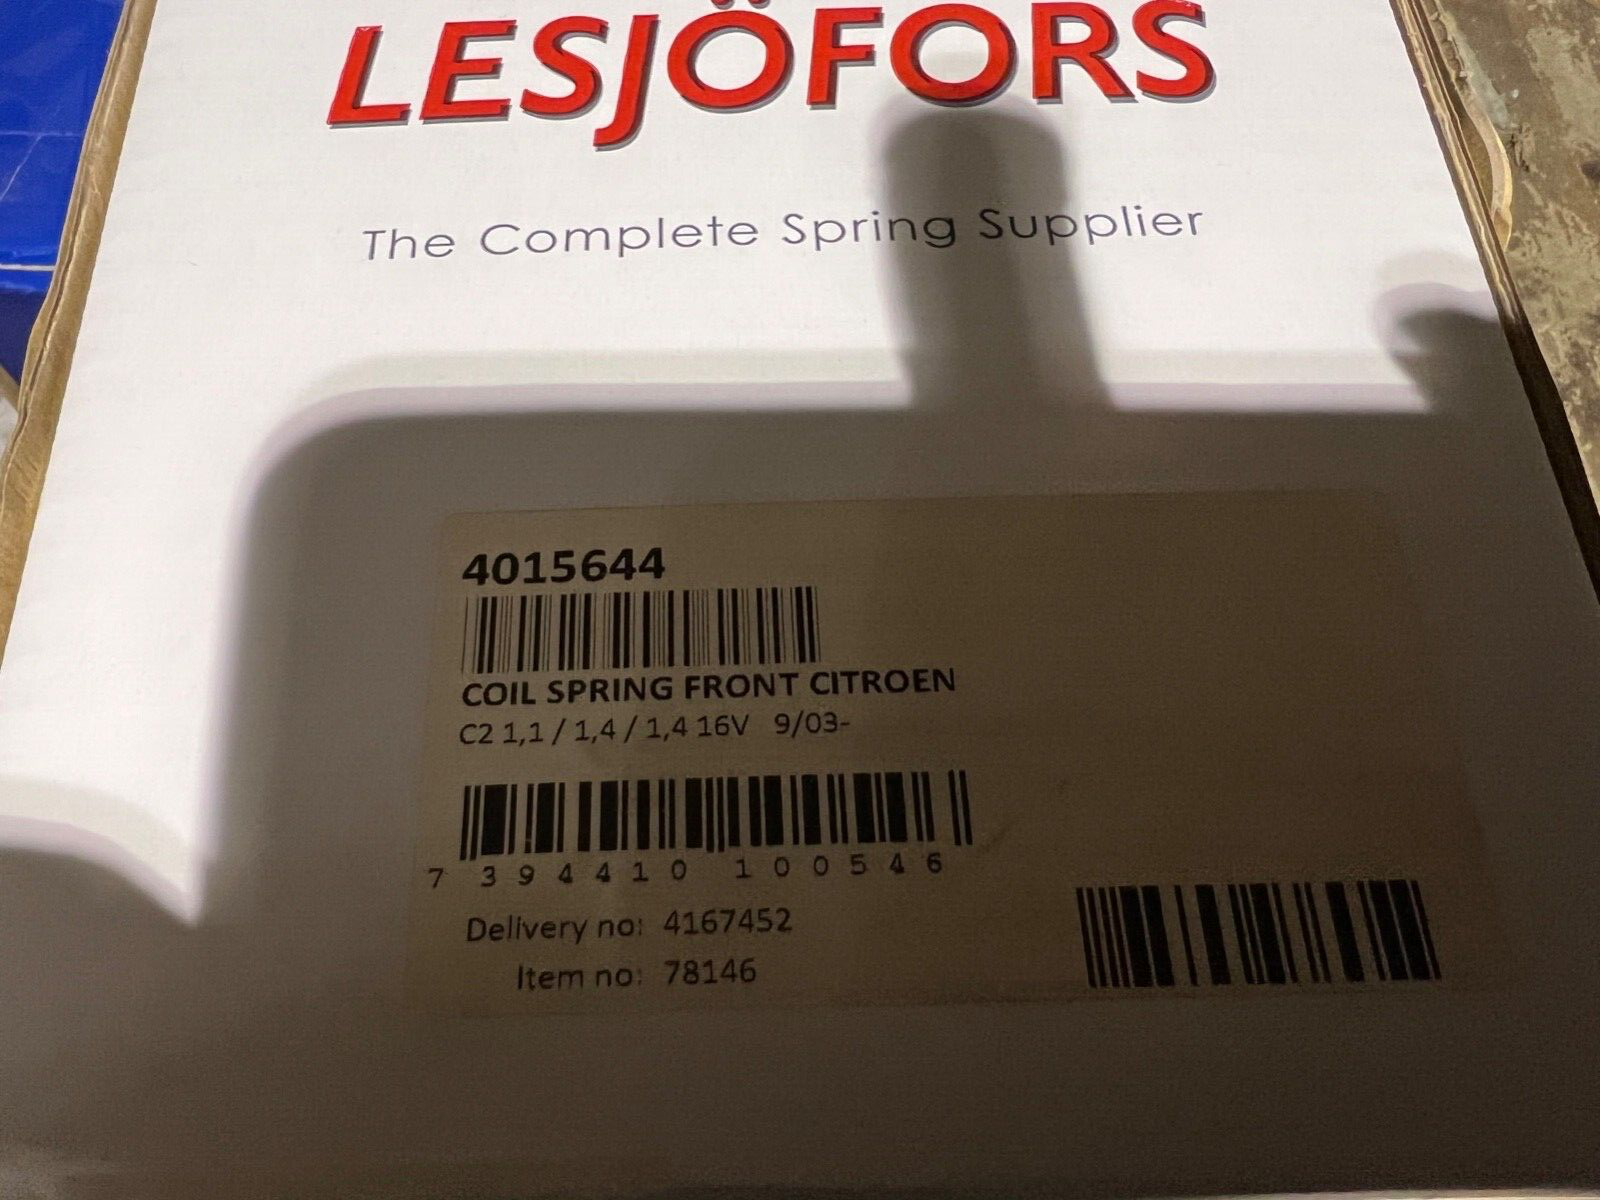 LESJÖFORS
The Complete Spring Supplier
4015644
COIL SPRING FRONT CITROEN
C2 1,1 / 1,4 / 1,4 16V 9/03-
7 394410 100546
Delivery no: 4167452
Item no: 78146